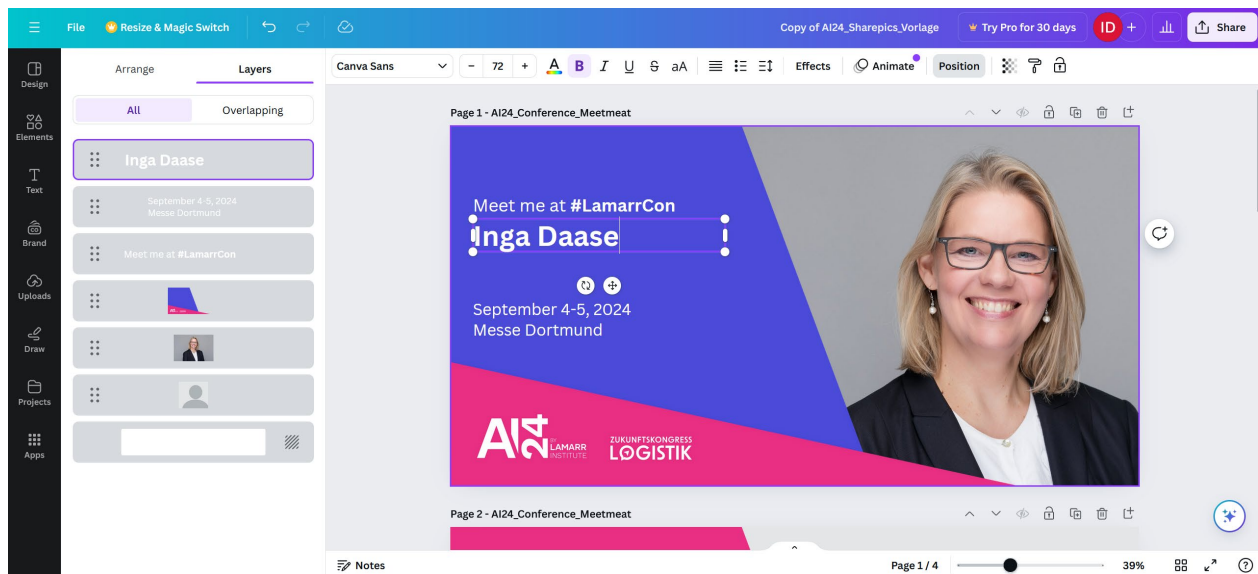 File
Resize & Magic Switch
Copy of AI24_Sharepics_Vorlage
Try Pro for 30 days
ID
+
Share
Design
Elements
Text
Brand
Uploads
Draw
Projects
Apps
Arrange
Layers
All
Overlapping
Inga Daase
September 4-5, 2024
Messe Dortmund
Meet me at #LamarrCon
Canva Sans
- 72 +
A B I U S aA
Effects
Animate
Position
Page 1 - AI24_Conference_Meetmeat
Meet me at #LamarrCon
Inga Daase
September 4-5, 2024
Messe Dortmund
AI24
BY
LAMARR
INSTITUTE
ZUKUNFTSKONGRESS
LOGISTIK
Page 2 - AI24_Conference_Meetmeat
Notes
Page 1 / 4
39%
?